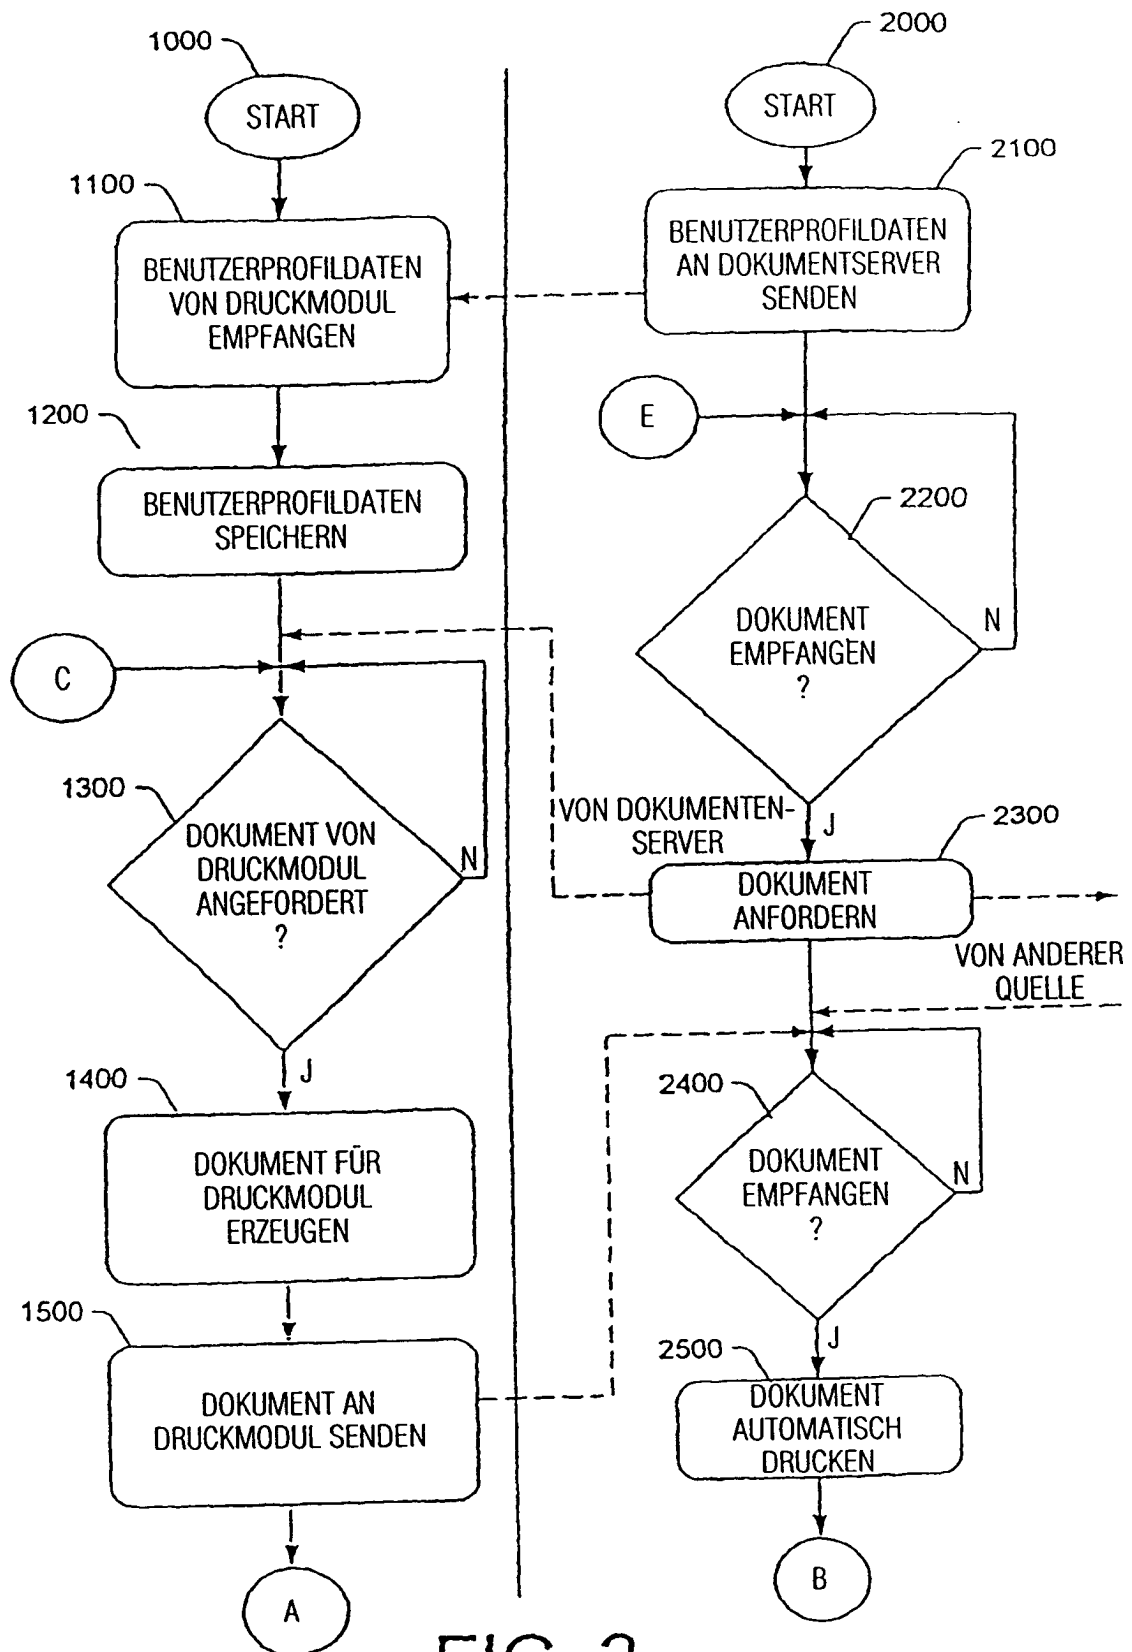 1000
START
1100
BENUTZERPROFILDATEN
VON DRUCKMODUL
EMPFANGEN
1200
BENUTZERPROFILDATEN
SPEICHERN
C
1300
DOKUMENT VON
DRUCKMODUL
ANGEFORDERT
?
N
J
1400
DOKUMENT FÜR
DRUCKMODUL
ERZEUGEN
1500
DOKUMENT AN
DRUCKMODUL SENDEN
A
2000
START
2100
BENUTZERPROFILDATEN
AN DOKUMENTSERVER
SENDEN
E
2200
DOKUMENT
EMPFANGEN
?
N
J
VON DOKUMENTEN-
SERVER
2300
DOKUMENT
ANFORDERN
VON ANDERER
QUELLE
2400
DOKUMENT
EMPFANGEN
?
N
J
2500
DOKUMENT
AUTOMATISCH
DRUCKEN
B